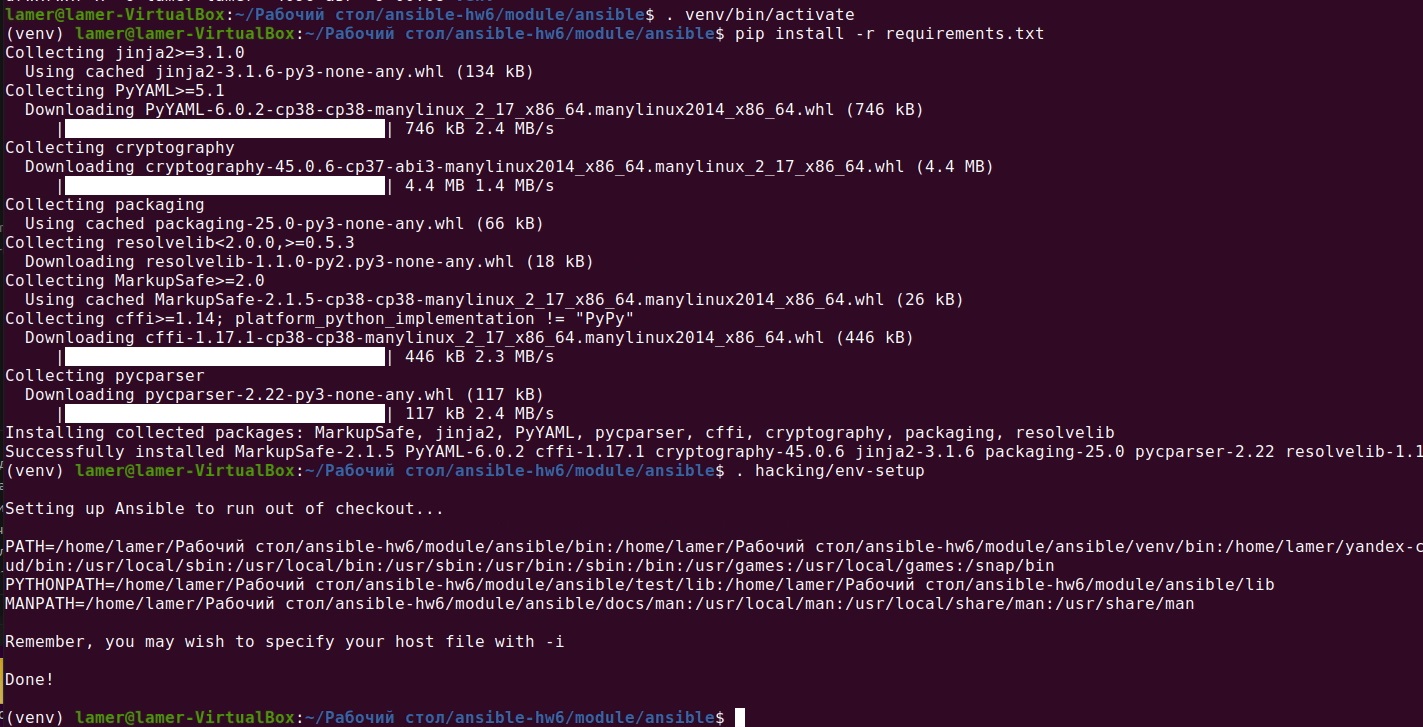 lamer@lamer-VirtualBox:~/Рабочий стол/ansible-hw6/module/ansible$ . venv/bin/activate
(venv) lamer@lamer-VirtualBox:~/Рабочий стол/ansible-hw6/module/ansible$ pip install -r requirements.txt
Collecting jinja2>=3.1.0
  Using cached jinja2-3.1.6-py3-none-any.whl (134 kB)
Collecting PyYAML>=5.1
  Downloading PyYAML-6.0.2-cp38-cp38-manylinux_2_17_x86_64.manylinux2014_x86_64.whl (746 kB)
     |████████████████████████████████| 746 kB 2.4 MB/s
Collecting cryptography
  Downloading cryptography-45.0.6-cp37-abi3-manylinux2014_x86_64.manylinux_2_17_x86_64.whl (4.4 MB)
     |████████████████████████████████| 4.4 MB 1.4 MB/s
Collecting packaging
  Using cached packaging-25.0-py3-none-any.whl (66 kB)
Collecting resolvelib<2.0.0,>=0.5.3
  Downloading resolvelib-1.1.0-py2.py3-none-any.whl (18 kB)
Collecting MarkupSafe>=2.0
  Using cached MarkupSafe-2.1.5-cp38-cp38-manylinux_2_17_x86_64.manylinux2014_x86_64.whl (26 kB)
Collecting cffi>=1.14; platform_python_implementation != "PyPy"
  Downloading cffi-1.17.1-cp38-cp38-manylinux_2_17_x86_64.manylinux2014_x86_64.whl (446 kB)
     |████████████████████████████████| 446 kB 2.3 MB/s
Collecting pycparser
  Downloading pycparser-2.22-py3-none-any.whl (117 kB)
     |████████████████████████████████| 117 kB 2.4 MB/s
Installing collected packages: MarkupSafe, jinja2, PyYAML, pycparser, cffi, cryptography, packaging, resolvelib
Successfully installed MarkupSafe-2.1.5 PyYAML-6.0.2 cffi-1.17.1 cryptography-45.0.6 jinja2-3.1.6 packaging-25.0 pycparser-2.22 resolvelib-1.1
(venv) lamer@lamer-VirtualBox:~/Рабочий стол/ansible-hw6/module/ansible$ . hacking/env-setup
Setting up Ansible to run out of checkout...
PATH=/home/lamer/Рабочий стол/ansible-hw6/module/ansible/bin:/home/lamer/Рабочий стол/ansible-hw6/module/ansible/venv/bin:/home/lamer/yandex-c
ud/bin:/usr/local/sbin:/usr/local/bin:/usr/sbin:/usr/bin:/sbin:/bin:/usr/games:/usr/local/games:/snap/bin
PYTHONPATH=/home/lamer/Рабочий стол/ansible-hw6/module/ansible/test/lib:/home/lamer/Рабочий стол/ansible-hw6/module/ansible/lib
MANPATH=/home/lamer/Рабочий стол/ansible-hw6/module/ansible/docs/man:/usr/local/man:/usr/local/share/man:/usr/share/man
Remember, you may wish to specify your host file with -i
Done!
(venv) lamer@lamer-VirtualBox:~/Рабочий стол/ansible-hw6/module/ansible$